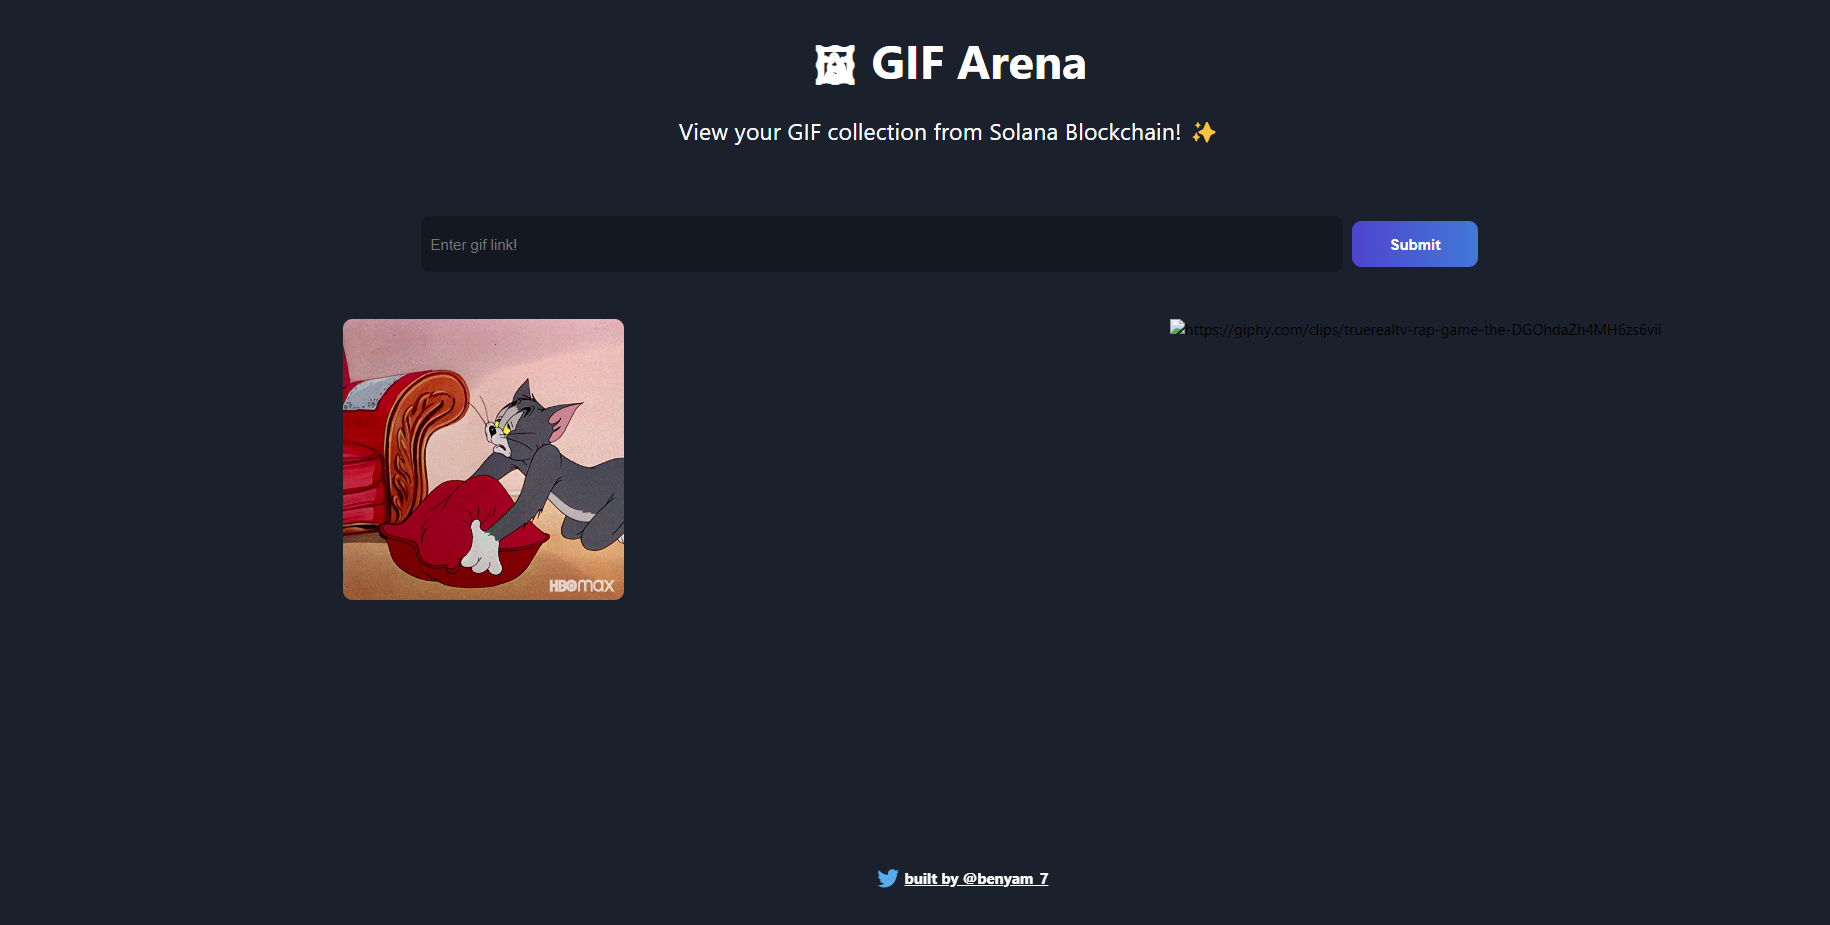 GIF Arena
View your GIF collection from Solana Blockchain! ✨
Enter gif link!
Submit
https://giphy.com/clips/truerealtv-rap-game-the-DGOhdaZh4MH6zs6vii
HBOmax
built by @benyam_7